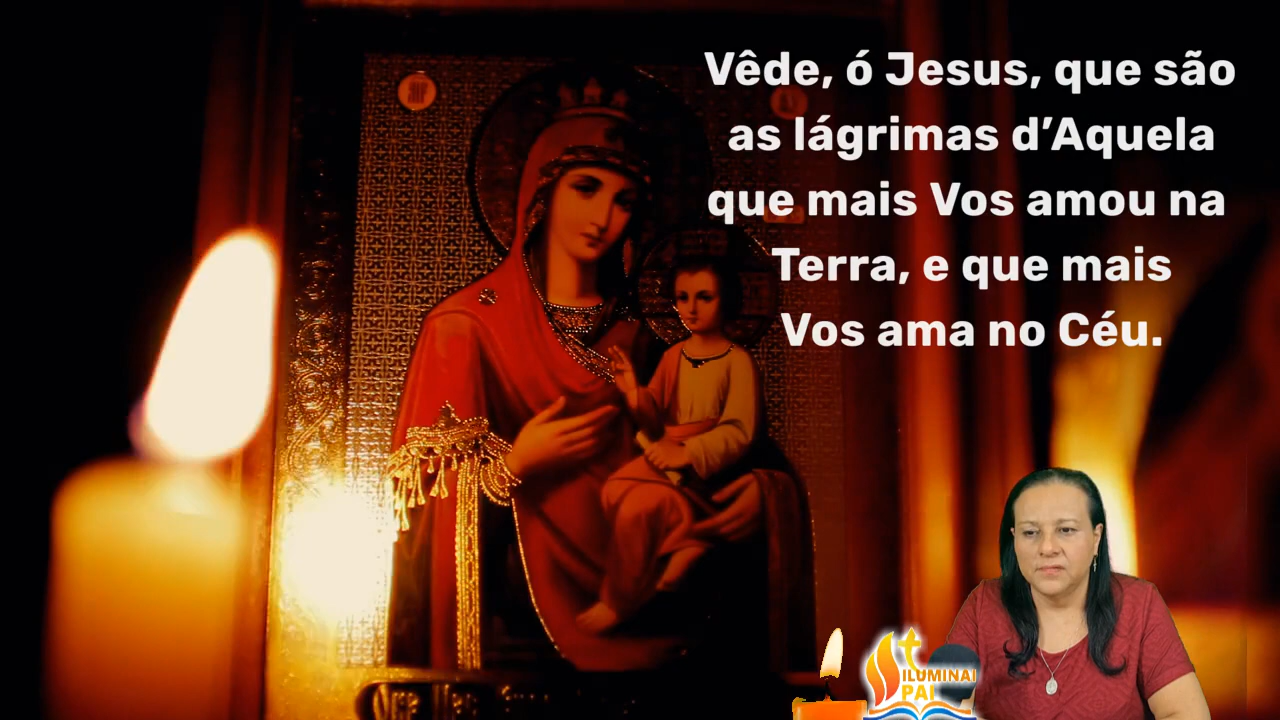 Vêde, ó Jesus, que são
as lágrimas d’Aquela
que mais Vos amou na
Terra, e que mais
Vos ama no Céu.
ILUMINAI
PAI